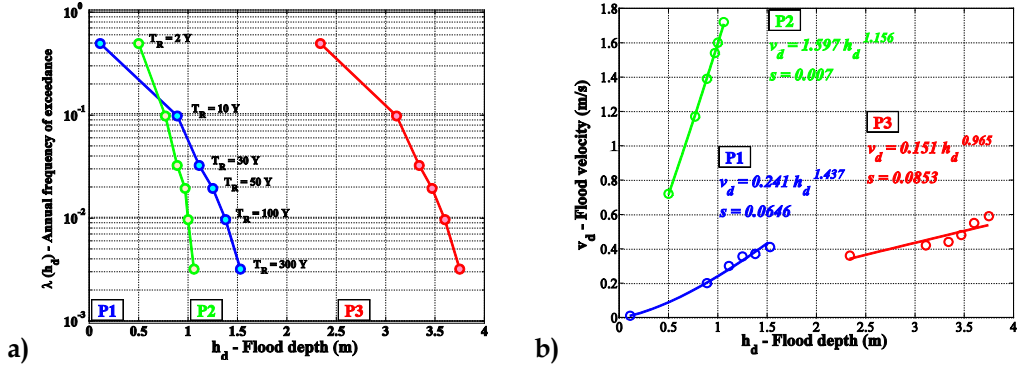 10^0
10^-1
10^-2
10^-3
λ (h_d) - Annual frequency of exceedance
T_R = 2 Y
T_R = 10 Y
T_R = 30 Y
T_R = 50 Y
T_R = 100 Y
T_R = 300 Y
P1
P2
P3
0 0.5 1 1.5 2 2.5 3 3.5 4
h_d - Flood depth (m)
a)
1.8
1.6
1.4
1.2
1
0.8
0.6
0.4
0.2
0
v_d - Flood velocity (m/s)
P2
v_d = 1.597 h_d^1.156
s = 0.007
P3
v_d = 0.151 h_d^0.965
s = 0.0853
P1
v_d = 0.241 h_d^1.437
s = 0.0646
0 0.5 1 1.5 2 2.5 3 3.5 4
h_d - Flood depth (m)
b)